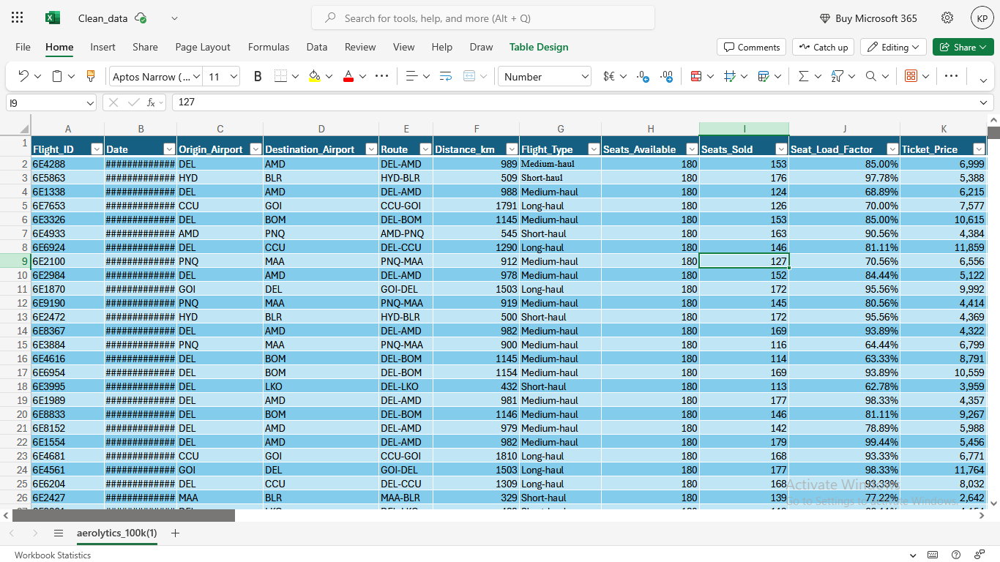 Clean_data
Search for tools, help, and more (Alt + Q)
Buy Microsoft 365
KP
File Home Insert Share Page Layout Formulas Data Review View Help Draw Table Design
Comments Catch up Editing Share
Aptos Narrow (... 11 B A Number $€
I9 fx 127
A B C D E F G H I J K
1 Flight_ID Date Origin_Airport Destination_Airport Route Distance_km Flight_Type Seats_Available Seats_Sold Seat_Load_Factor Ticket_Price
2 6E4288 ############# DEL AMD DEL-AMD 989 Medium-haul 180 153 85.00% 6,999
3 6E5863 ############# HYD BLR HYD-BLR 509 Short-haul 180 176 97.78% 5,388
4 6E1338 ############# DEL AMD DEL-AMD 988 Medium-haul 180 124 68.89% 6,215
5 6E7653 ############# CCU GOI CCU-GOI 1791 Long-haul 180 126 70.00% 7,577
6 6E3326 ############# DEL BOM DEL-BOM 1145 Medium-haul 180 153 85.00% 10,615
7 6E4933 ############# AMD PNQ AMD-PNQ 545 Short-haul 180 163 90.56% 4,384
8 6E6924 ############# DEL CCU DEL-CCU 1290 Long-haul 180 146 81.11% 11,859
9 6E2100 ############# PNQ MAA PNQ-MAA 912 Medium-haul 180 127 70.56% 6,556
10 6E2984 ############# DEL AMD DEL-AMD 978 Medium-haul 180 152 84.44% 5,122
11 6E1870 ############# GOI DEL GOI-DEL 1503 Long-haul 180 172 95.56% 9,992
12 6E9190 ############# PNQ MAA PNQ-MAA 919 Medium-haul 180 145 80.56% 4,414
13 6E2472 ############# HYD BLR HYD-BLR 500 Short-haul 180 172 95.56% 4,369
14 6E8367 ############# DEL AMD DEL-AMD 982 Medium-haul 180 169 93.89% 4,322
15 6E3884 ############# PNQ MAA PNQ-MAA 900 Medium-haul 180 116 64.44% 6,799
16 6E4616 ############# DEL BOM DEL-BOM 1145 Medium-haul 180 114 63.33% 8,791
17 6E6954 ############# DEL BOM DEL-BOM 1154 Medium-haul 180 169 93.89% 10,559
18 6E3995 ############# DEL LKO DEL-LKO 432 Short-haul 180 113 62.78% 3,959
19 6E1989 ############# DEL AMD DEL-AMD 981 Medium-haul 180 177 98.33% 4,357
20 6E8833 ############# DEL BOM DEL-BOM 1146 Medium-haul 180 146 81.11% 9,267
21 6E8152 ############# DEL AMD DEL-AMD 979 Medium-haul 180 142 78.89% 5,988
22 6E1554 ############# DEL AMD DEL-AMD 982 Medium-haul 180 179 99.44% 5,456
23 6E4681 ############# CCU GOI CCU-GOI 1810 Long-haul 180 168 93.33% 6,771
24 6E4561 ############# GOI DEL GOI-DEL 1503 Long-haul 180 177 98.33% 11,764
25 6E6204 ############# DEL CCU DEL-CCU 1309 Long-haul 180 168 93.33% 8,032
Activate Windows
26 6E2427 ############# MAA BLR MAA-BLR 329 Short-haul 180 139 77.22% 2,642
Go to Settings to activate Windows.
aerolytics_100k(1)
Workbook Statistics